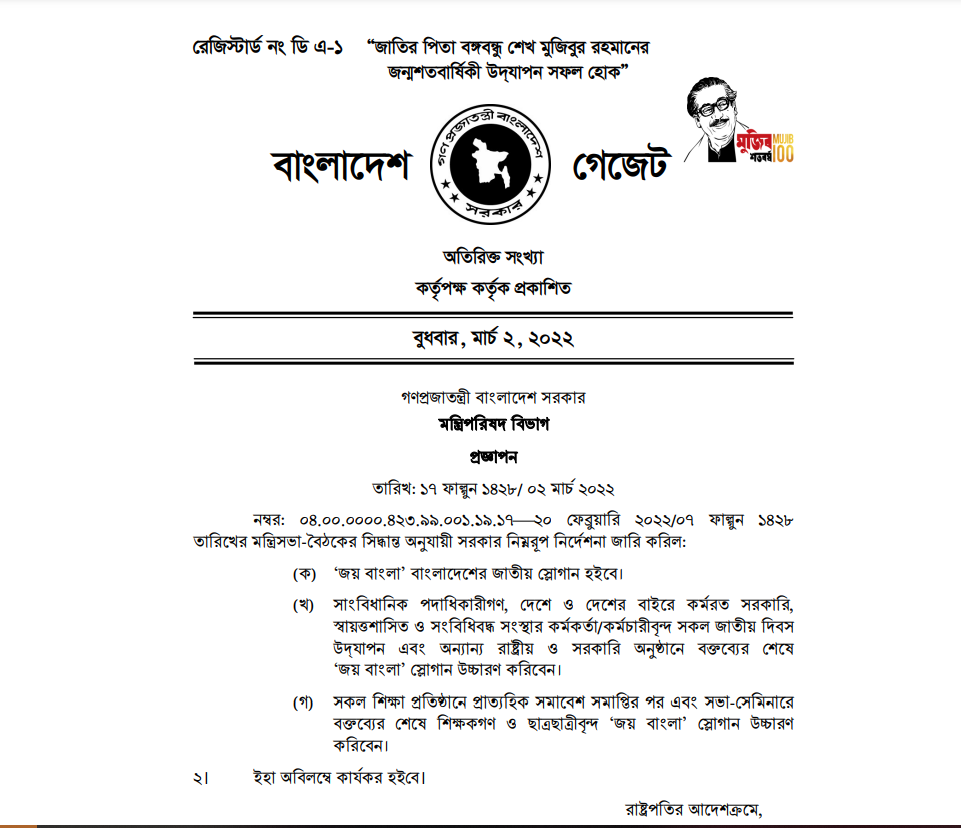 রেজিস্টার্ড নং ডি এ-১ “জাতির পিতা বঙ্গবন্ধু শেখ মুজিবুর রহমানের
জন্মশতবার্ষিকী উদ্‌যাপন সফল হোক”
গণপ্রজাতন্ত্রী বাংলাদেশ
বাংলাদেশ
গেজেট
সরকার
মুজিব MUJIB
শতবর্ষ 100
অতিরিক্ত সংখ্যা
কর্তৃপক্ষ কর্তৃক প্রকাশিত
বুধবার, মার্চ ২, ২০২২
গণপ্রজাতন্ত্রী বাংলাদেশ সরকার
মন্ত্রিপরিষদ বিভাগ
প্রজ্ঞাপন
তারিখ: ১৭ ফাল্গুন ১৪২৮/ ০২ মার্চ ২০২২
নম্বর: ০৪.০০.০০০০.৪২৩.৯৯.০০১.১৯.১৭—২০ ফেব্রুয়ারি ২০২২/০৭ ফাল্গুন ১৪২৮
তারিখের মন্ত্রিসভা-বৈঠকের সিদ্ধান্ত অনুযায়ী সরকার নিম্নরূপ নির্দেশনা জারি করিল:
(ক) ‘জয় বাংলা’ বাংলাদেশের জাতীয় স্লোগান হইবে।
(খ) সাংবিধানিক পদাধিকারীগণ, দেশে ও দেশের বাইরে কর্মরত সরকারি,
স্বায়ত্তশাসিত ও সংবিধিবদ্ধ সংস্থার কর্মকর্তা/কর্মচারীবৃন্দ সকল জাতীয় দিবস
উদ্‌যাপন এবং অন্যান্য রাষ্ট্রীয় ও সরকারি অনুষ্ঠানে বক্তব্যের শেষে
‘জয় বাংলা’ স্লোগান উচ্চারণ করিবেন।
(গ) সকল শিক্ষা প্রতিষ্ঠানে প্রাত্যহিক সমাবেশ সমাপ্তির পর এবং সভা-সেমিনারে
বক্তব্যের শেষে শিক্ষকগণ ও ছাত্রছাত্রীবৃন্দ ‘জয় বাংলা’ স্লোগান উচ্চারণ
করিবেন।
২। ইহা অবিলম্বে কার্যকর হইবে।
রাষ্ট্রপতির আদেশক্রমে,